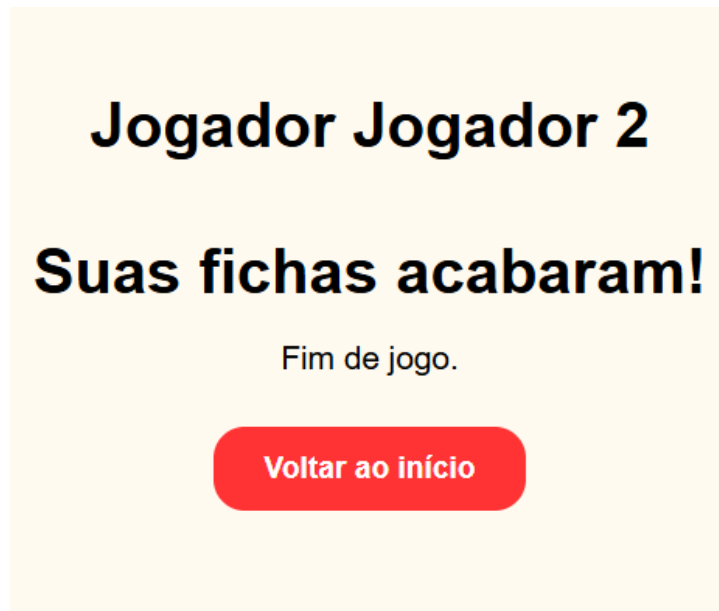 Jogador Jogador 2
Suas fichas acabaram!
Fim de jogo.
Voltar ao início